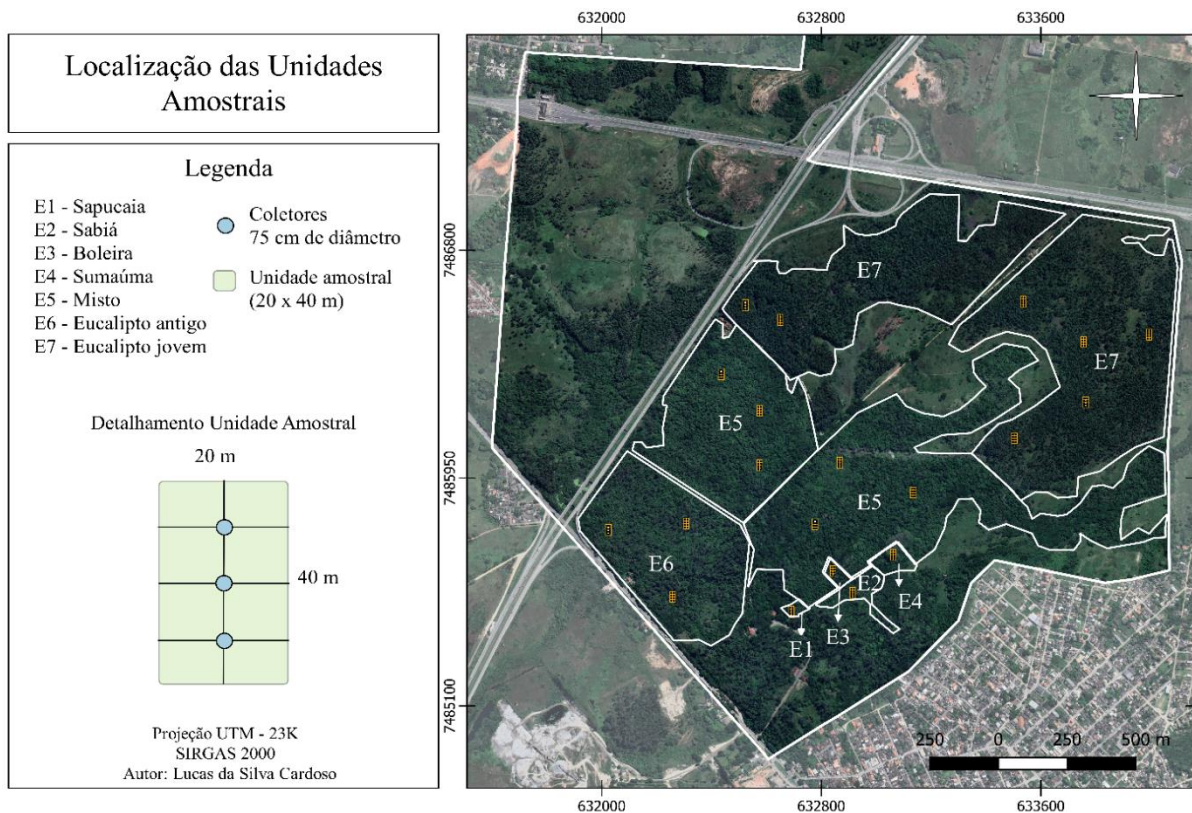 Localização das Unidades
Amostrais
Legenda
E1 - Sapucaia
E2 - Sabiá
E3 - Boleira
E4 - Sumaúma
E5 - Misto
E6 - Eucalipto antigo
E7 - Eucalipto jovem
Coletores
75 cm de diâmetro
Unidade amostral
(20 x 40 m)
Detalhamento Unidade Amostral
20 m
40 m
Projeção UTM - 23K
SIRGAS 2000
Autor: Lucas da Silva Cardoso
632000 632800 633600
7486800
7485950
7485100
E7
E7
E5
E5
E6
E2
E4
E3
E1
250 0 250 500 m
632000 632800 633600